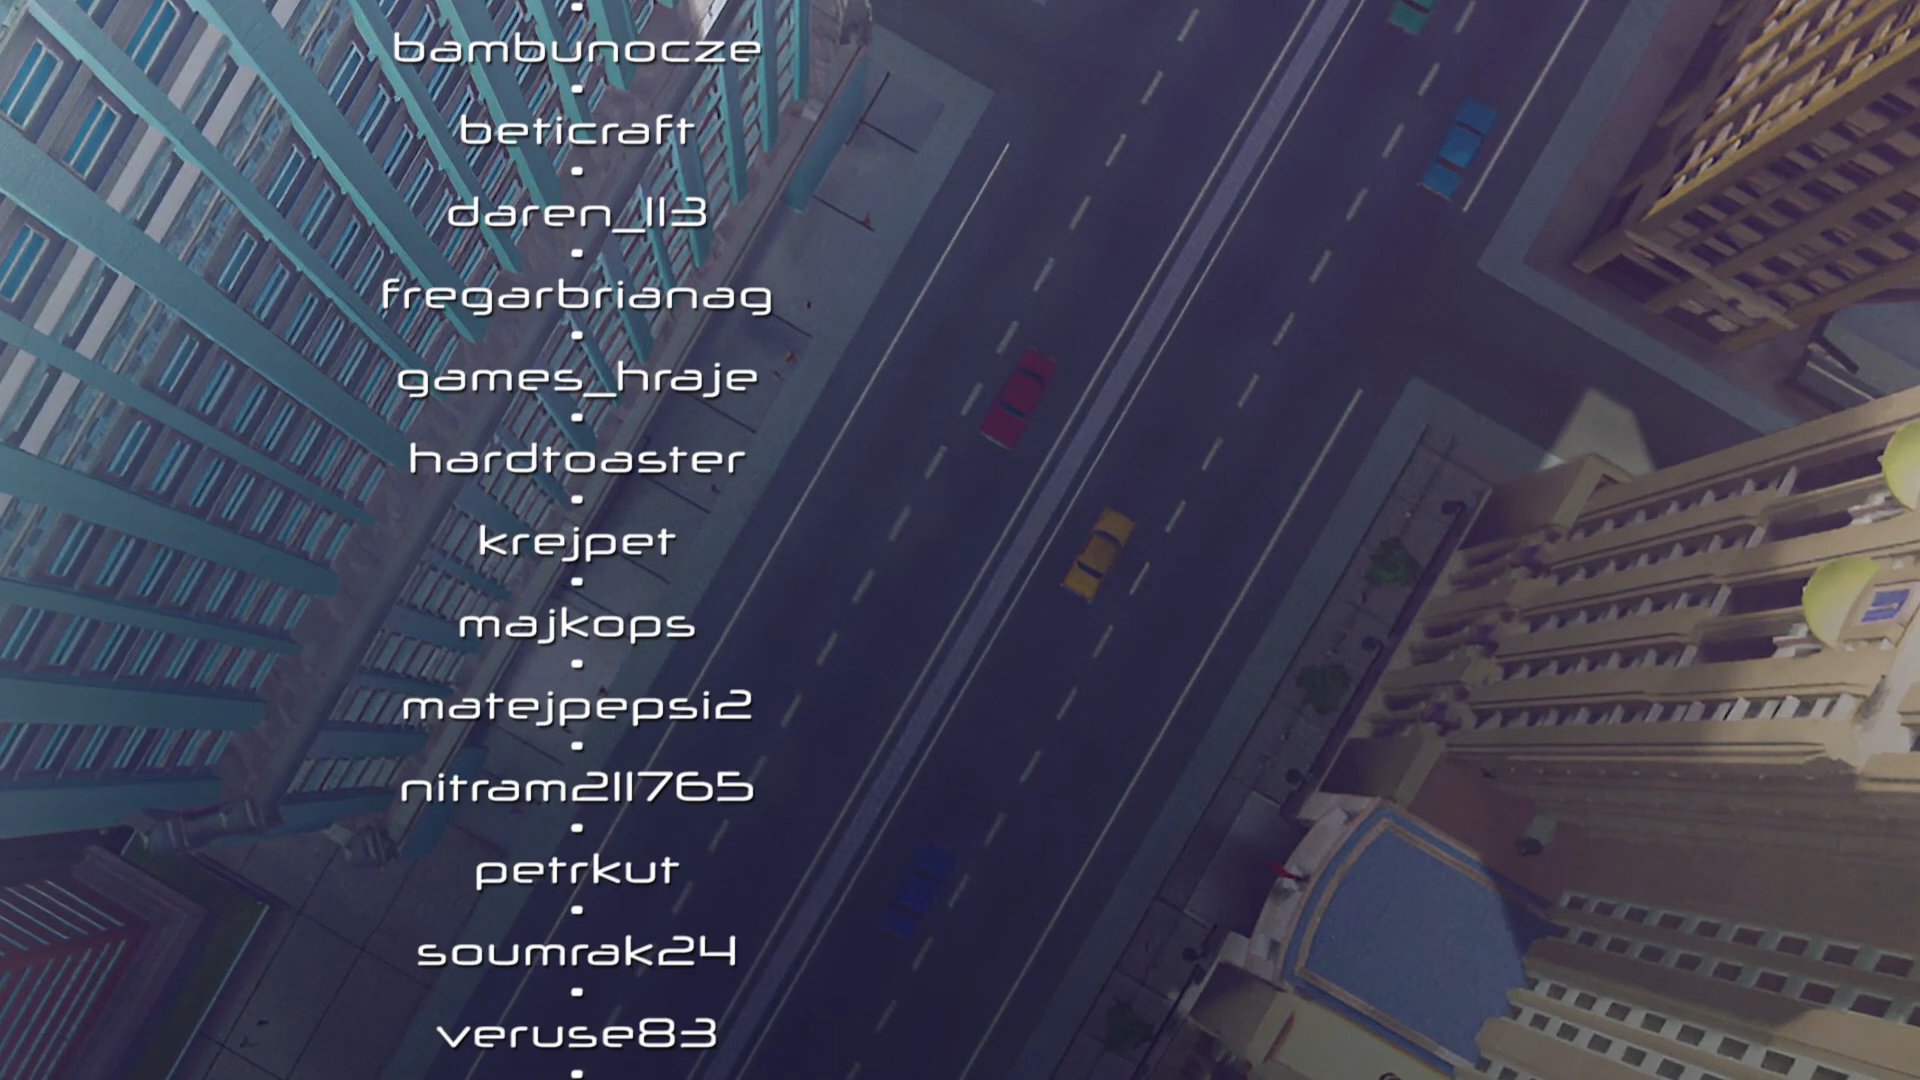 bambunocze
beticraft
daren_113
fregarbrianag
games_hraje
hardtoaster
krejpet
majkops
matejpepsi2
nitram211765
petrkut
soumrak24
veruse83